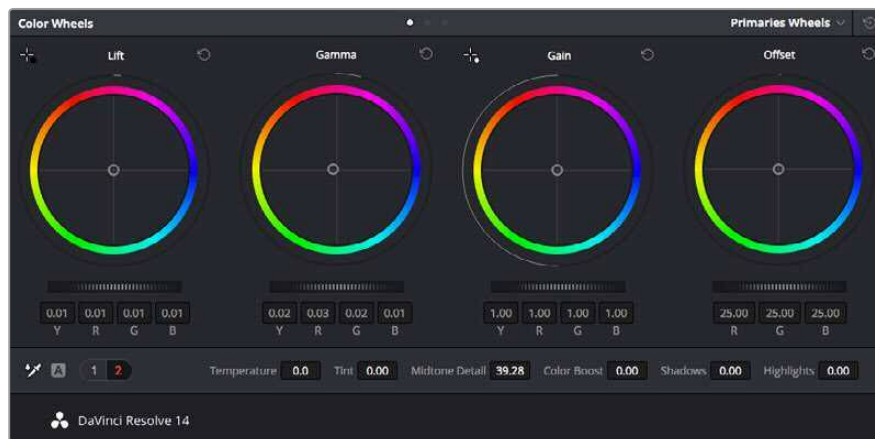 Color Wheels Primaries Wheels
Lift Gamma Gain Offset
0.01 0.01 0.01 0.01 0.02 0.03 0.02 0.01 1.00 1.00 1.00 1.00 25.00 25.00 25.00
Y R G B Y R G B Y R G B R G B
A 1 2 Temperature 0.0 Tint 0.00 Midtone Detail 39.28 Color Boost 0.00 Shadows 0.00 Highlights 0.00
DaVinci Resolve 14